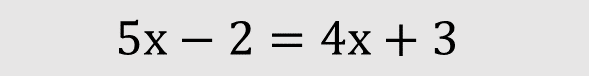 5x − 2 = 4x + 3